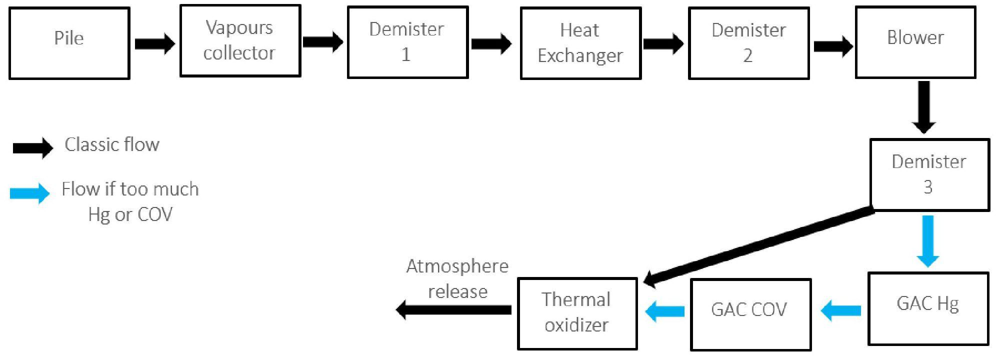 Pile
Vapours
collector
Demister
1
Heat
Exchanger
Demister
2
Blower
Classic flow
Flow if too much
Hg or COV
Demister
3
Atmosphere
release
Thermal
oxidizer
GAC COV
GAC Hg